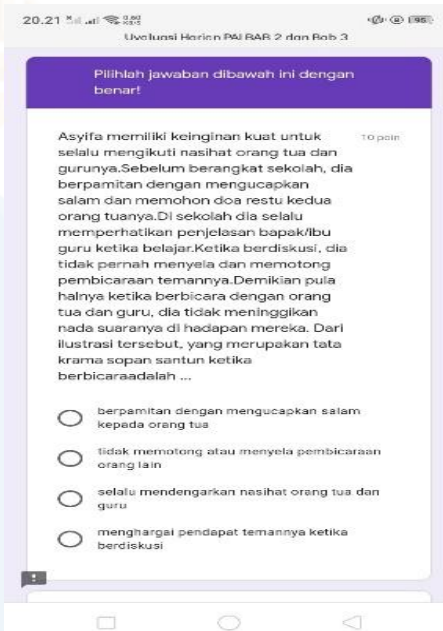 20.21
Evaluasi Harian PAI BAB 2 dan Bab 3
95
Pilihlah jawaban dibawah ini dengan
benar!
Asyifa memiliki keinginan kuat untuk
10 poin
selalu mengikuti nasihat orang tua dan
gurunya.Sebelum berangkat sekolah, dia
berpamitan dengan mengucapkan
salam dan memohon doa restu kedua
orang tuanya.Di sekolah dia selalu
memperhatikan penjelasan bapak/ibu
guru ketika belajar.Ketika berdiskusi, dia
tidak pernah menyela dan memotong
pembicaraan temannya.Demikian pula
halnya ketika berbicara dengan orang
tua dan guru, dia tidak meninggikan
nada suaranya di hadapan mereka. Dari
ilustrasi tersebut, yang merupakan tata
krama sopan santun ketika
berbicaraadalah ...
berpamitan dengan mengucapkan salam
kepada orang tua
tidak memotong atau menyela pembicaraan
orang lain
selalu mendengarkan nasihat orang tua dan
guru
menghargai pendapat temannya ketika
berdiskusi